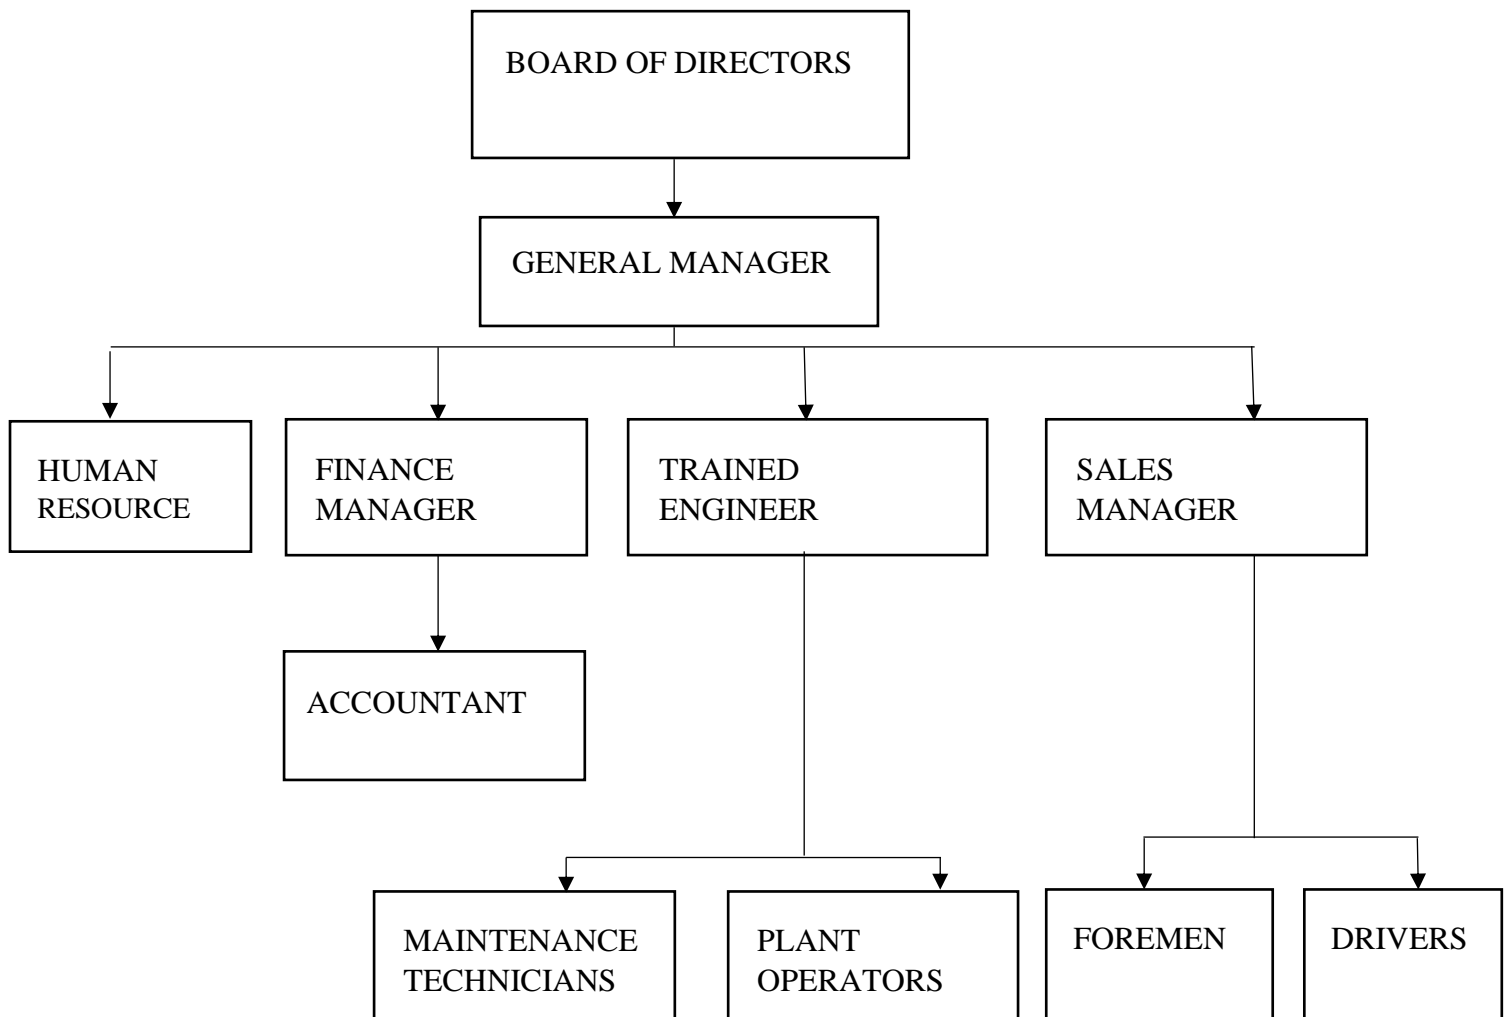 BOARD OF DIRECTORS
GENERAL MANAGER
HUMAN
RESOURCE
FINANCE
MANAGER
TRAINED
ENGINEER
SALES
MANAGER
ACCOUNTANT
MAINTENANCE
TECHNICIANS
PLANT
OPERATORS
FOREMEN
DRIVERS